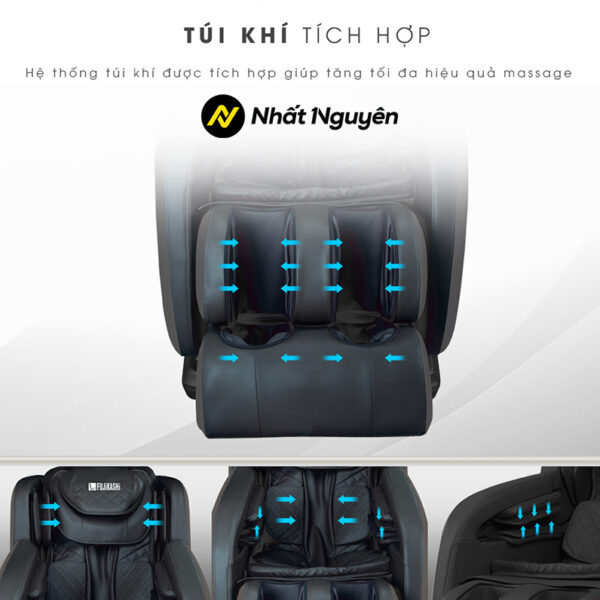 TÚI KHÍ TÍCH HỢP
Hệ thống túi khí được tích hợp giúp tăng tối đa hiệu quả massage
Nhất 1Nguyên
FUJIKASHI